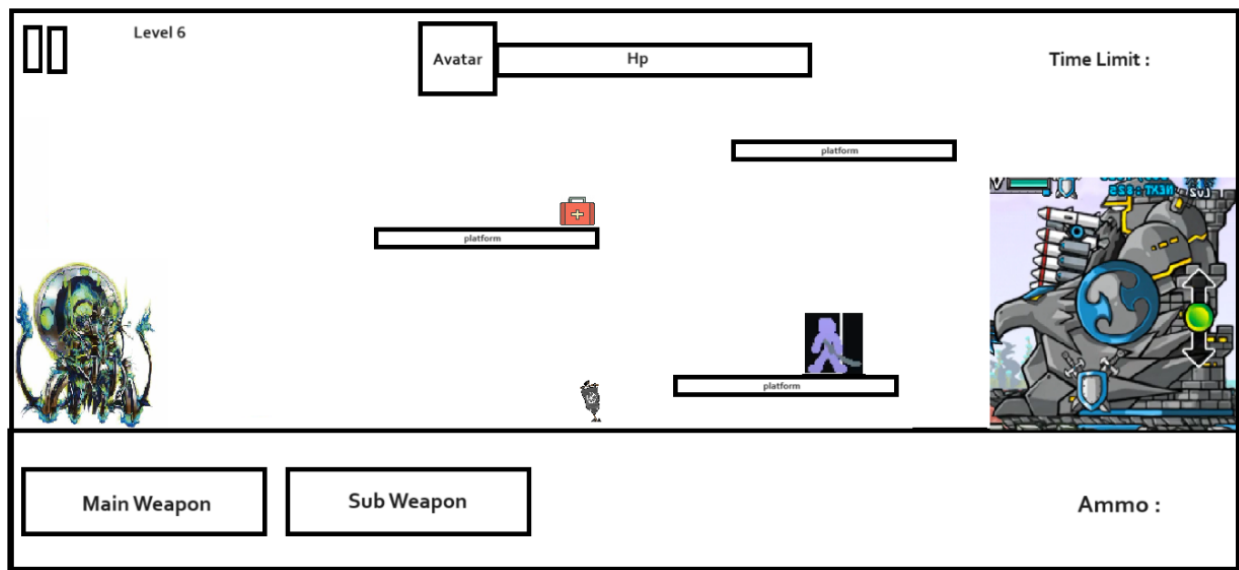 Level 6
Avatar
Hp
Time Limit :
platform
platform
platform
Main Weapon
Sub Weapon
Ammo :